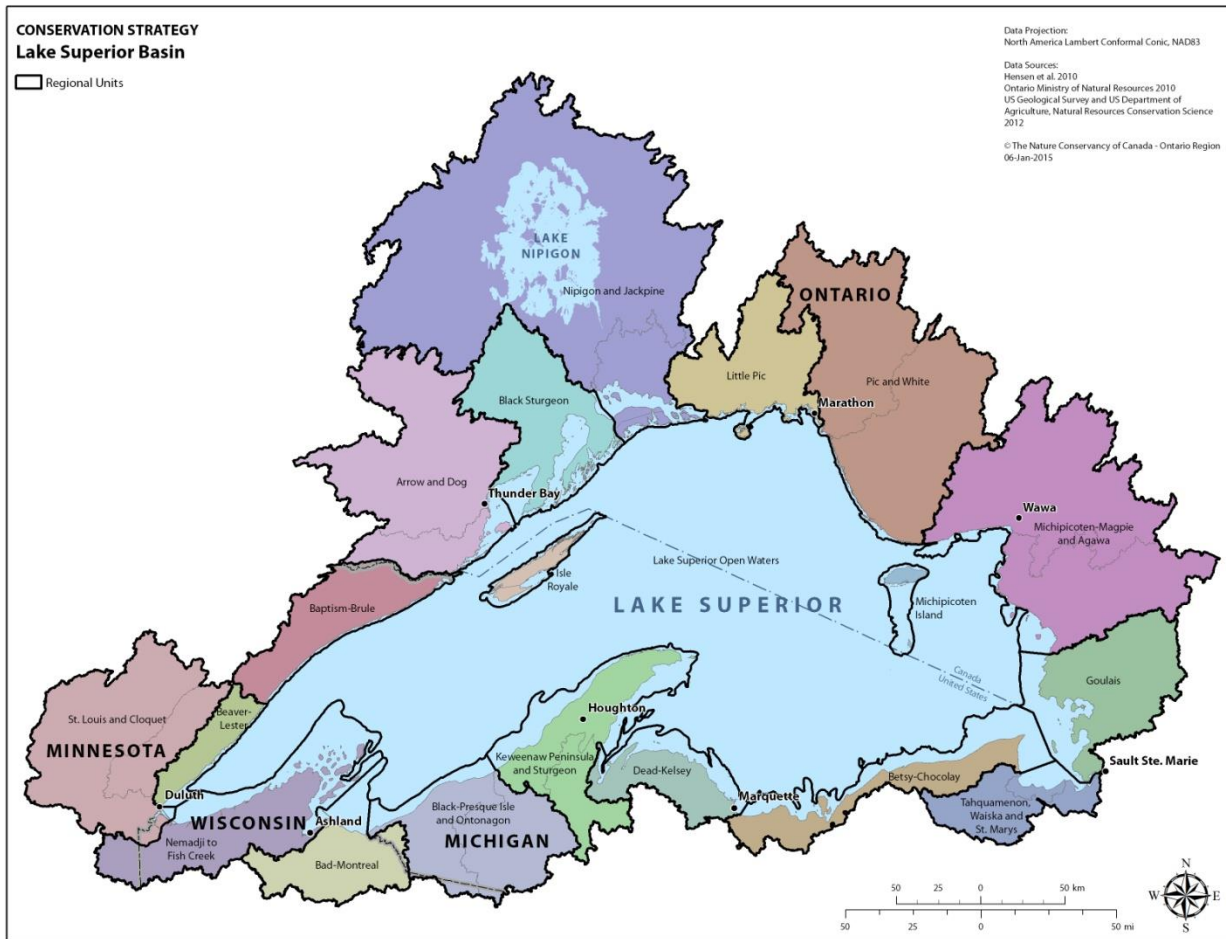 CONSERVATION STRATEGY
Lake Superior Basin
Regional Units
Data Projection:
North America Lambert Conformal Conic, NAD83
Data Sources:
Hensen et al. 2010
Ontario Ministry of Natural Resources 2010
US Geological Survey and US Department of
Agriculture, Natural Resources Conservation Science
2012
© The Nature Conservancy of Canada - Ontario Region
06-Jan-2015
LAKE
NIPIGON
Nipigon and Jackpine
ONTARIO
Little Pic
Pic and White
Black Sturgeon
Marathon
Arrow and Dog
Thunder Bay
Wawa
Michipicoten-Magpie
and Agawa
Lake Superior Open Waters
Isle
Royale
LAKE SUPERIOR
Michipicoten
Island
Baptism-Brule
Canada
United States
Goulais
St. Louis and Cloquet
Beaver-
Lester
MINNESOTA
Houghton
Keweenaw Peninsula
and Sturgeon
Dead-Kelsey
Betsy-Chocolay
Sault Ste. Marie
Duluth
WISCONSIN
Ashland
Black-Presque Isle
and Ontonagon
MICHIGAN
Marquette
Tahquamenon,
Waiska and
St. Marys
Nemadji to
Fish Creek
Bad-Montreal
50 25 0 50 km
50 25 0 50 mi
N
W E
S